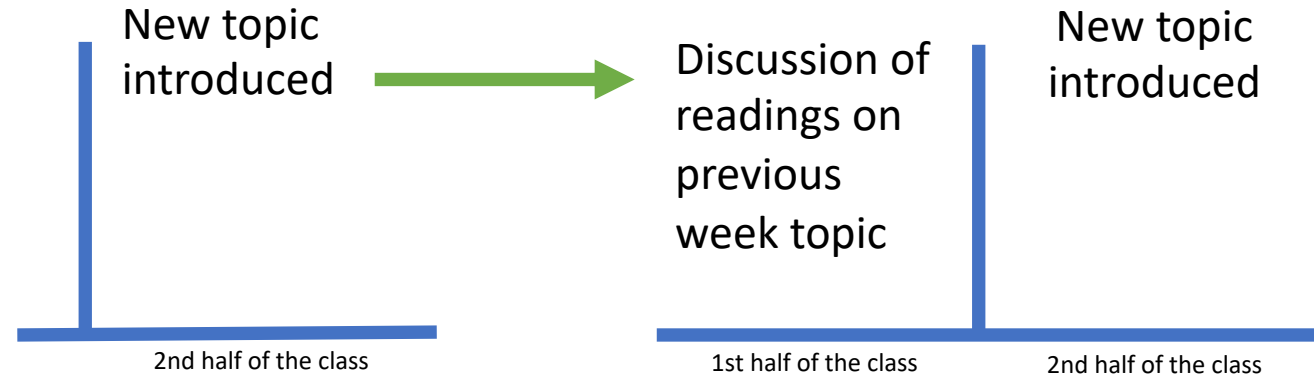 New topic
introduced
2nd half of the class
Discussion of
readings on
previous
week topic
1st half of the class
New topic
introduced
2nd half of the class